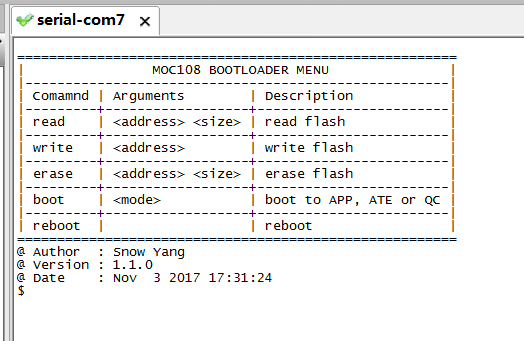 serial-com7
MOC108 BOOTLOADER MENU
Comamnd | Arguments | Description
read | <address> <size> | read flash
write | <address> | write flash
erase | <address> <size> | erase flash
boot | <mode> | boot to APP, ATE or QC
reboot | | reboot
@ Author : Snow Yang
@ Version : 1.1.0
@ Date : Nov 3 2017 17:31:24
$